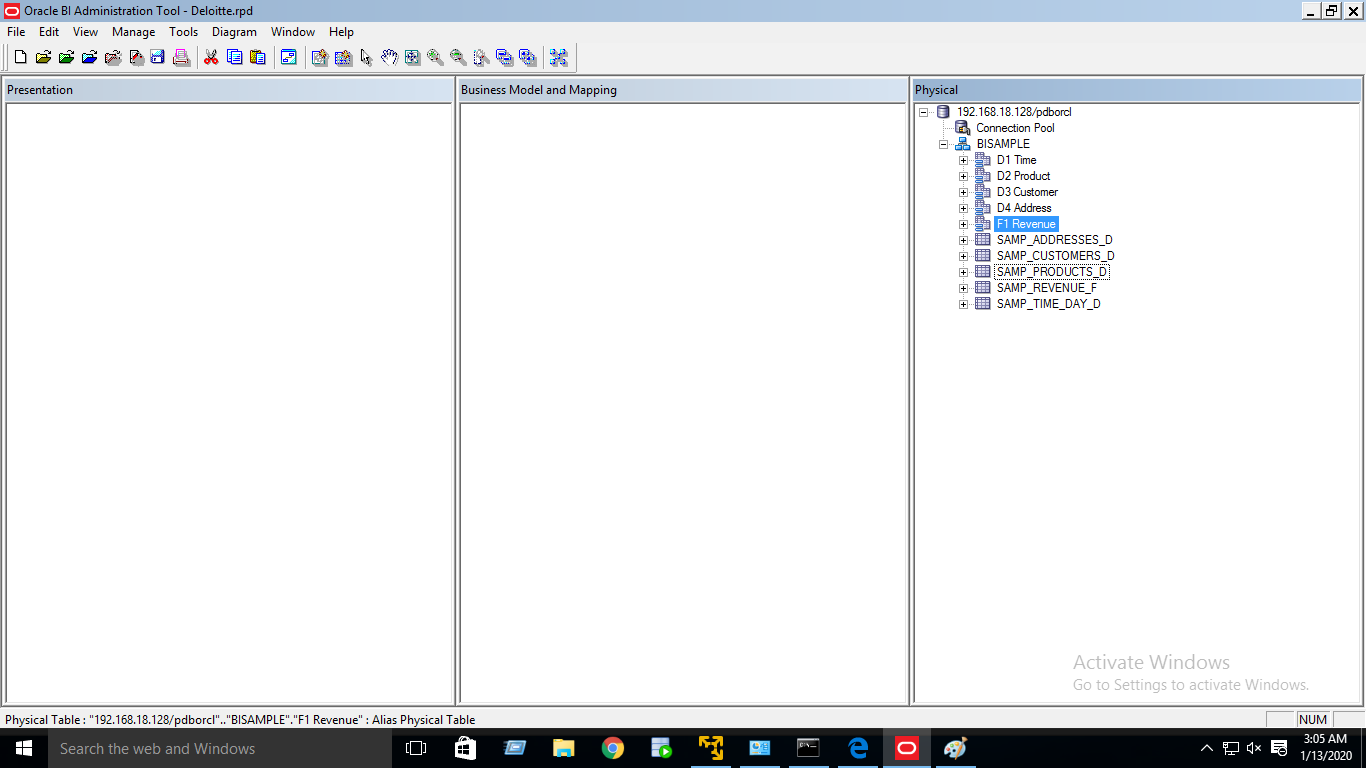 Oracle BI Administration Tool - Deloitte.rpd
File Edit View Manage Tools Diagram Window Help
Presentation
Business Model and Mapping
Physical
192.168.18.128/pdborcl
Connection Pool
BISAMPLE
D1 Time
D2 Product
D3 Customer
D4 Address
F1 Revenue
SAMP_ADDRESSES_D
SAMP_CUSTOMERS_D
SAMP_PRODUCTS_D
SAMP_REVENUE_F
SAMP_TIME_DAY_D
Activate Windows
Go to Settings to activate Windows.
Physical Table : "192.168.18.128/pdborcl".."BISAMPLE"."F1 Revenue" : Alias Physical Table
NUM
Search the web and Windows
3:05 AM
1/13/2020